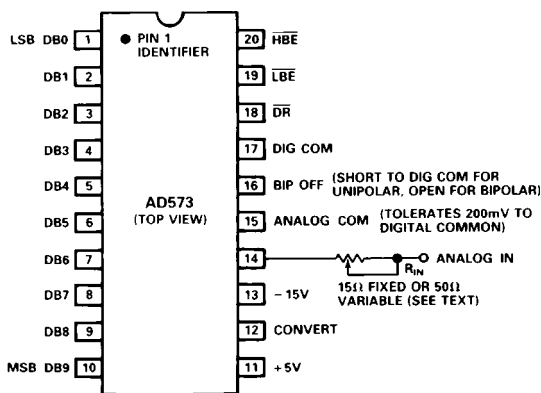 LSB DB0 1
DB1 2
DB2 3
DB3 4
DB4 5
DB5 6
DB6 7
DB7 8
DB8 9
MSB DB9 10
PIN 1
IDENTIFIER
AD573
(TOP VIEW)
20 HBE
19 LBE
18 DR
17 DIG COM
16 BIP OFF (SHORT TO DIG COM FOR
UNIPOLAR, OPEN FOR BIPOLAR)
15 ANALOG COM (TOLERATES 200mV TO
DIGITAL COMMON)
14 ANALOG IN
RIN
15Ω FIXED OR 50Ω
VARIABLE (SEE TEXT)
13 -15V
12 CONVERT
11 +5V